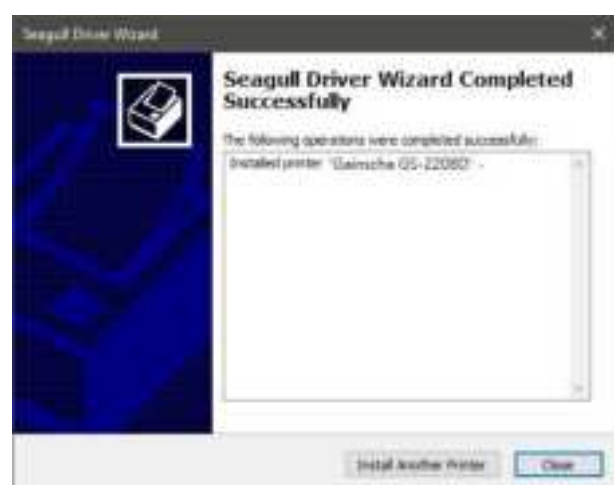 Seagull Driver Wizard
Seagull Driver Wizard Completed
Successfully
The following operations were completed successfully:
Installed printer 'Gainscha GS-2208D' -
Install Another Printer
Close